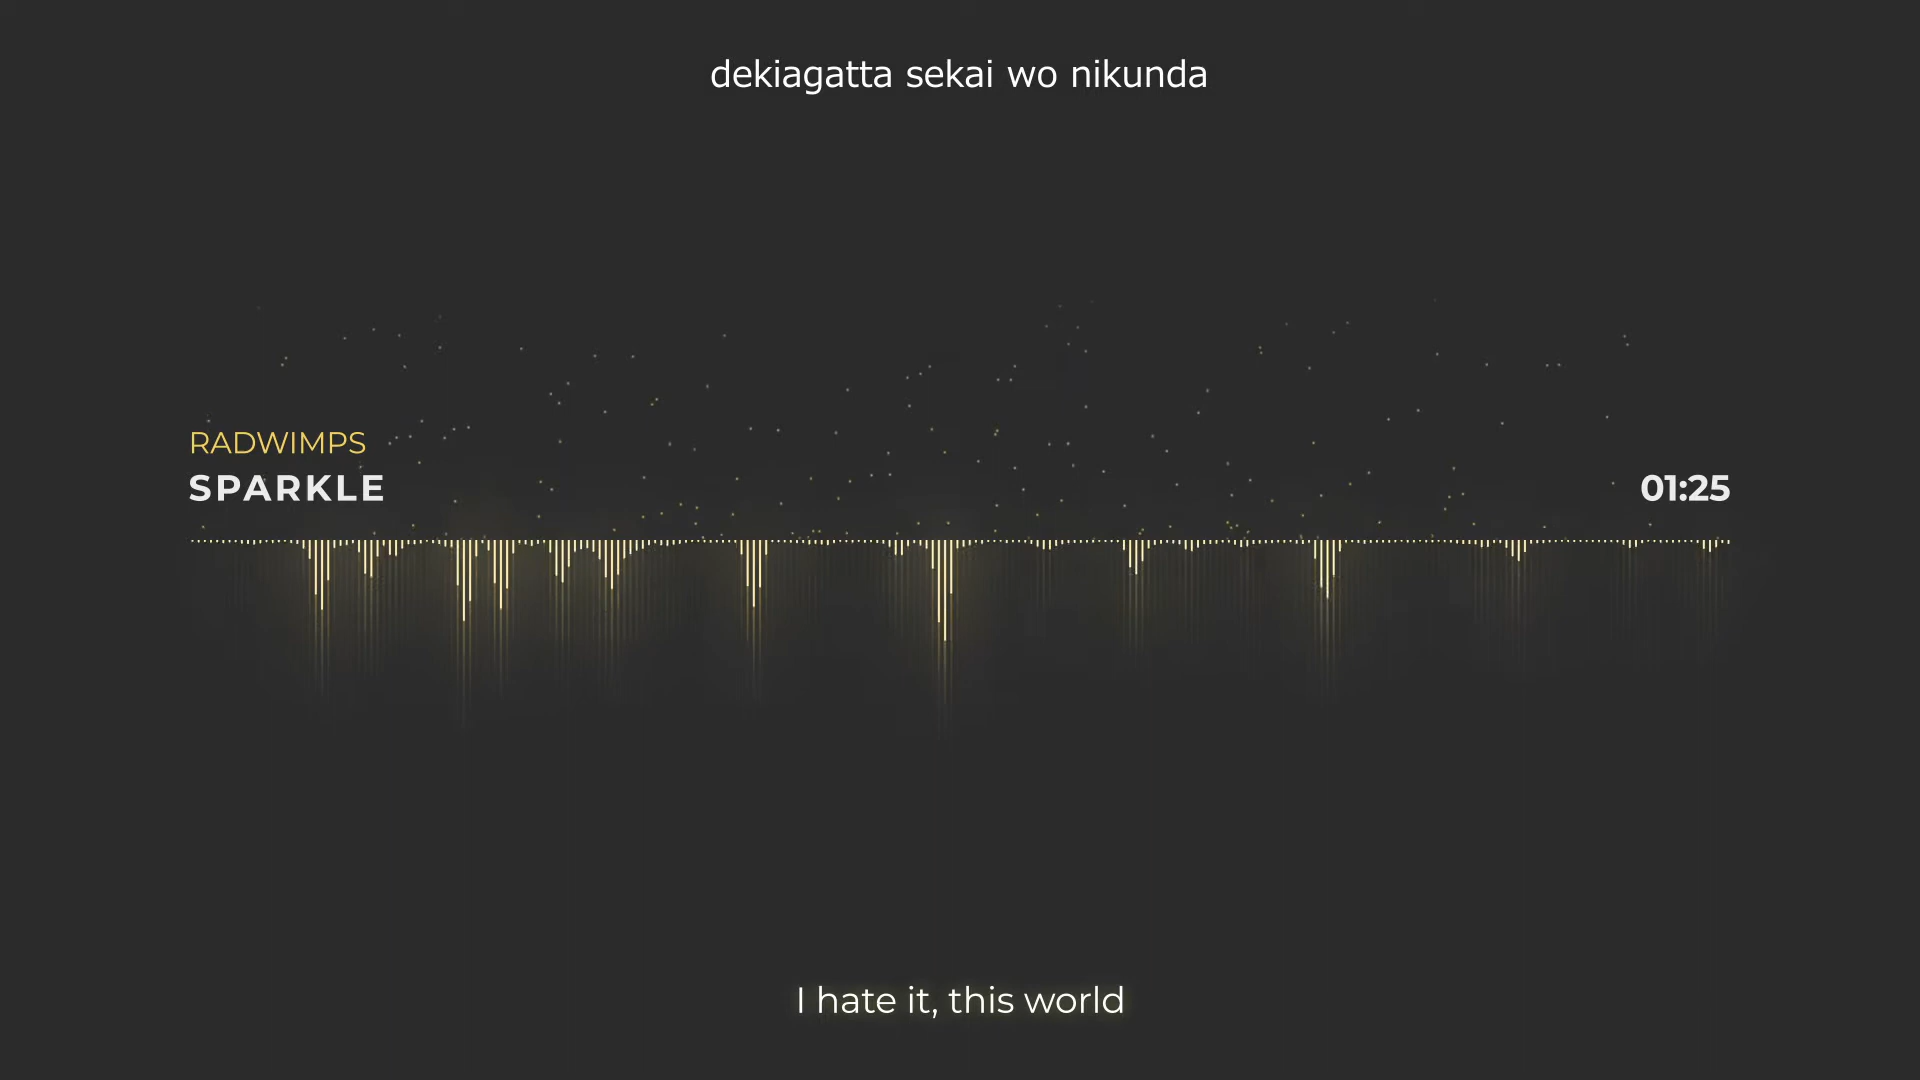 dekiagatta sekai wo nikunda
RADWIMPS
SPARKLE
01:25
I hate it, this world